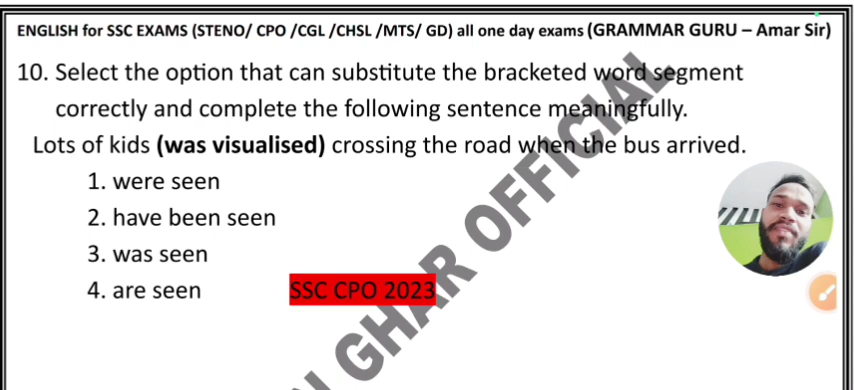 ENGLISH for SSC EXAMS (STENO/ CPO /CGL /CHSL /MTS/ GD) all one day exams (GRAMMAR GURU – Amar Sir)
10. Select the option that can substitute the bracketed word segment
correctly and complete the following sentence meaningfully.
Lots of kids (was visualised) crossing the road when the bus arrived.
1. were seen
2. have been seen
3. was seen
4. are seen SSC CPO 2023
GHAR OFFICIAL